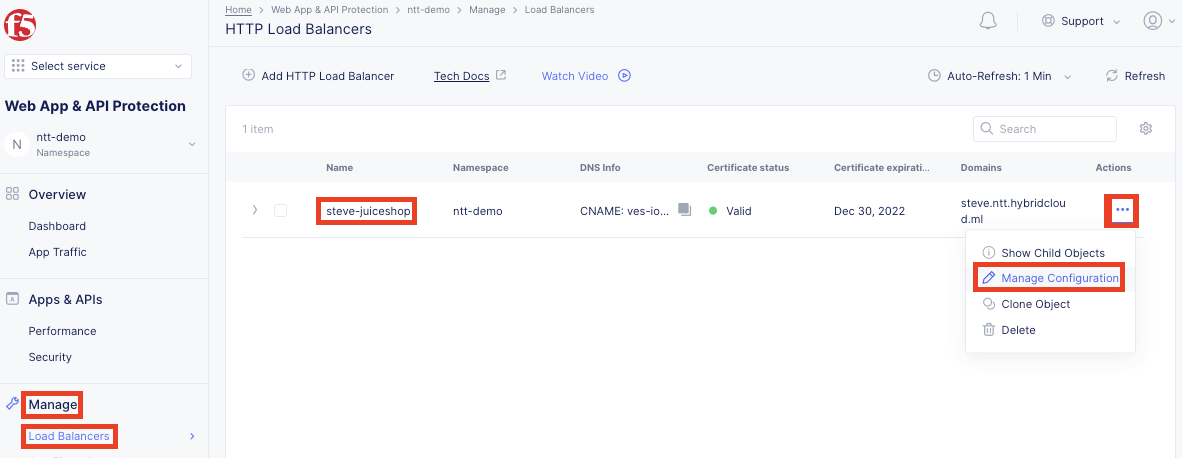 f5
Select service
Web App & API Protection
N
ntt-demo
Namespace
Overview
Dashboard
App Traffic
A
Apps & APIs
Performance
Security
Manage
Load Balancers
Home > Web App & API Protection > ntt-demo > Manage > Load Balancers
HTTP Load Balancers
Support
Add HTTP Load Balancer Tech Docs Watch Video
Auto-Refresh: 1 Min Refresh
1 item
Search
Name Namespace DNS Info Certificate status Certificate expirati... Domains Actions
steve-juiceshop ntt-demo CNAME: ves-io... Valid Dec 30, 2022 steve.ntt.hybridclou
d.ml
Show Child Objects
Manage Configuration
Clone Object
Delete